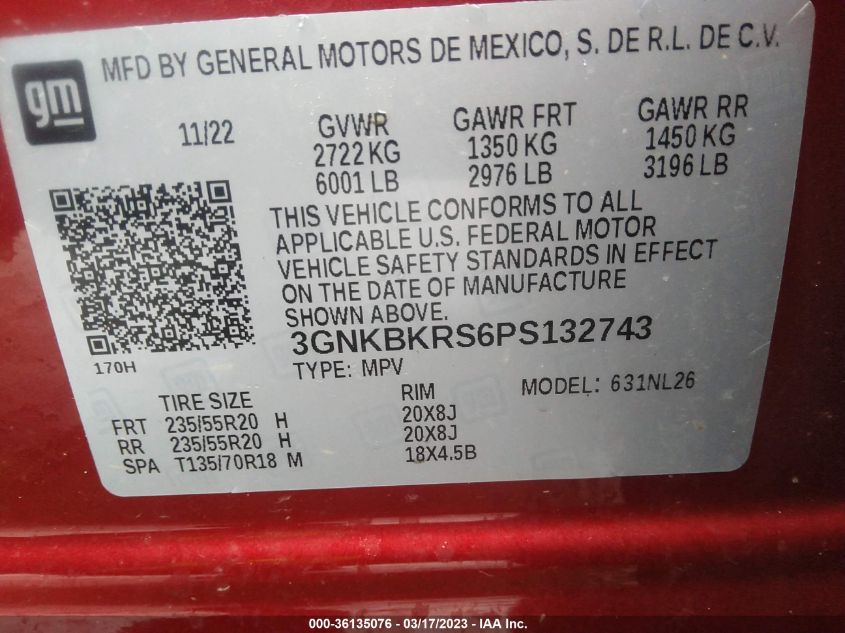 MFD BY GENERAL MOTORS DE MEXICO, S. DE R.L. DE C.V.
gm
11/22
GVWR GAWR FRT GAWR RR
2722 KG 1350 KG 1450 KG
6001 LB 2976 LB 3196 LB
THIS VEHICLE CONFORMS TO ALL
APPLICABLE U.S. FEDERAL MOTOR
VEHICLE SAFETY STANDARDS IN EFFECT
ON THE DATE OF MANUFACTURE
SHOWN ABOVE.
3GNKBKRS6PS132743
170H
TYPE: MPV MODEL: 631NL26
TIRE SIZE RIM
FRT 235/55R20 H 20X8J
RR 235/55R20 H 20X8J
SPA T135/70R18 M 18X4.5B
000-36135076 - 03/17/2023 - IAA Inc.